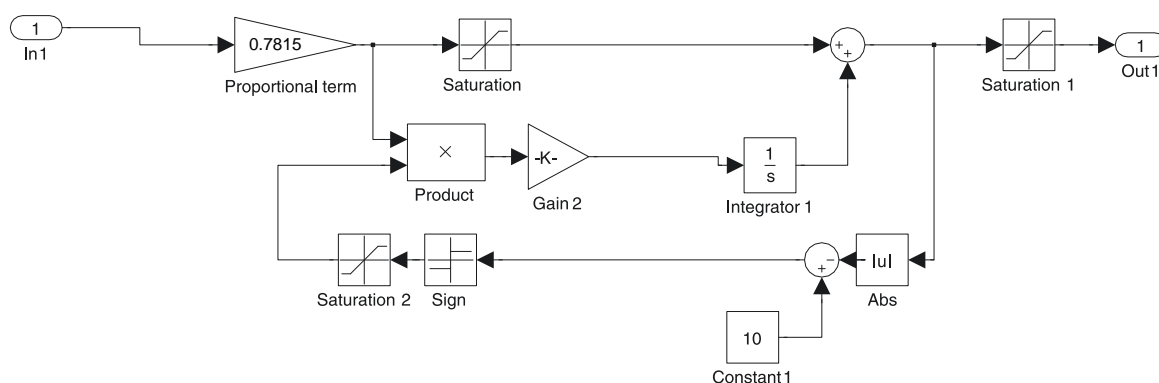 1
In1
0.7815
Proportional term
Saturation
+
+
Saturation 1
1
Out1
×
Product
-K-
Gain 2
1
s
Integrator 1
Saturation 2
Sign
+
−
|u|
Abs
10
Constant1